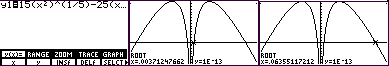 y1=15(x²)^(1/5)-25(x…
y(x)= RANGE ZOOM TRACE GRAPH
x y INSf DELf SELCT
ROOT
x=.00371247662 y=1E-13
ROOT
x=.06355117212 y=1E-13